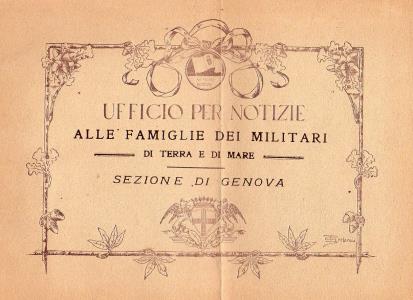 UFFICIO PER NOTIZIE
ALLE FAMIGLIE DEI MILITARI
DI TERRA E DI MARE
SEZIONE DI GENOVA